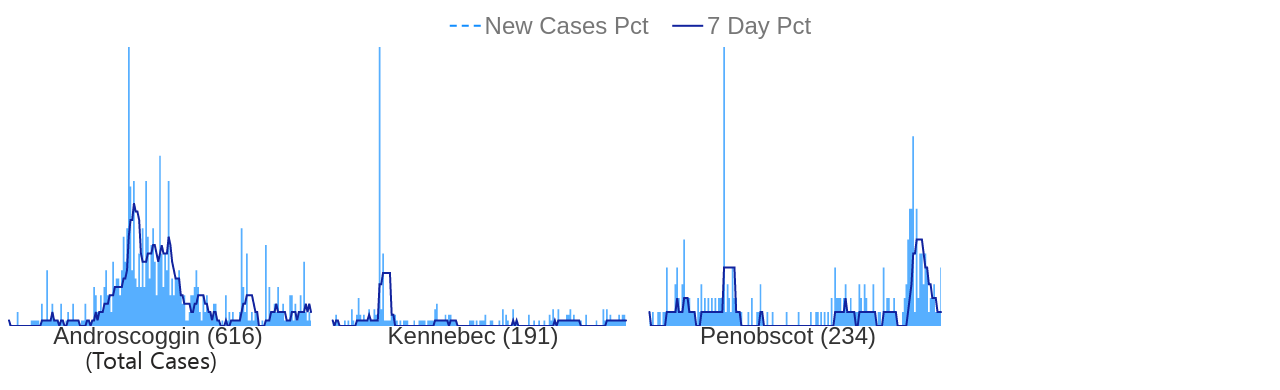 New Cases Pct 7 Day Pct
Androscoggin (616) Kennebec (191) Penobscot (234)
(Total Cases)